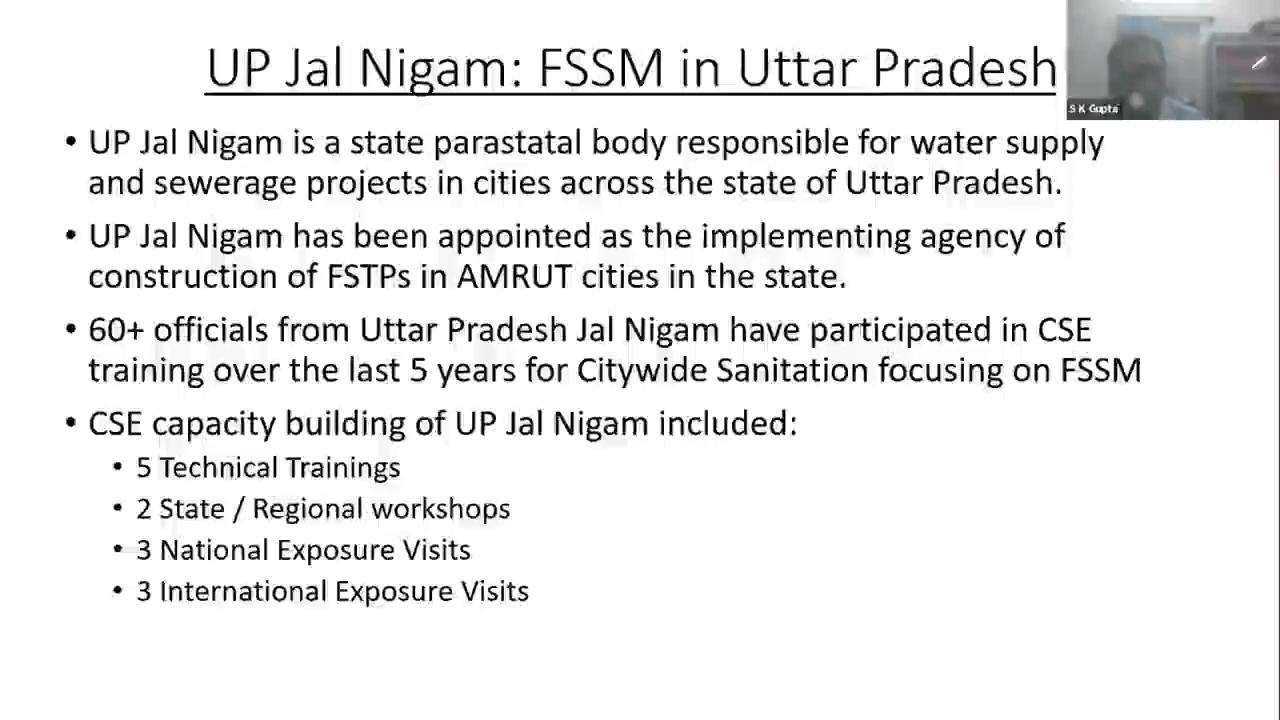 UP Jal Nigam: FSSM in Uttar Pradesh
S K Gupta
• UP Jal Nigam is a state parastatal body responsible for water supply
and sewerage projects in cities across the state of Uttar Pradesh.
• UP Jal Nigam has been appointed as the implementing agency of
construction of FSTPs in AMRUT cities in the state.
• 60+ officials from Uttar Pradesh Jal Nigam have participated in CSE
training over the last 5 years for Citywide Sanitation focusing on FSSM
• CSE capacity building of UP Jal Nigam included:
• 5 Technical Trainings
• 2 State / Regional workshops
• 3 National Exposure Visits
• 3 International Exposure Visits